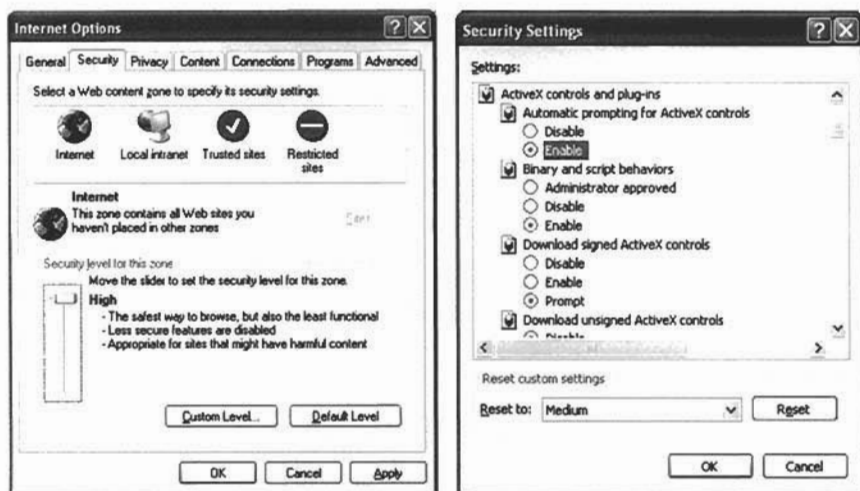 Internet Options
General Security Privacy Content Connections Programs Advanced
Select a Web content zone to specify its security settings.
Internet Local intranet Trusted sites Restricted sites
Internet
This zone contains all Web sites you
haven't placed in other zones
Security level for this zone
Move the slider to set the security level for this zone.
High
- The safest way to browse, but also the least functional
- Less secure features are disabled
- Appropriate for sites that might have harmful content
Custom Level... Default Level
OK Cancel Apply
Security Settings
Settings:
ActiveX controls and plug-ins
Automatic prompting for ActiveX controls
Disable
Enable
Binary and script behaviors
Administrator approved
Disable
Enable
Download signed ActiveX controls
Disable
Enable
Prompt
Download unsigned ActiveX controls
Disable
Reset custom settings
Reset to: Medium Reset
OK Cancel